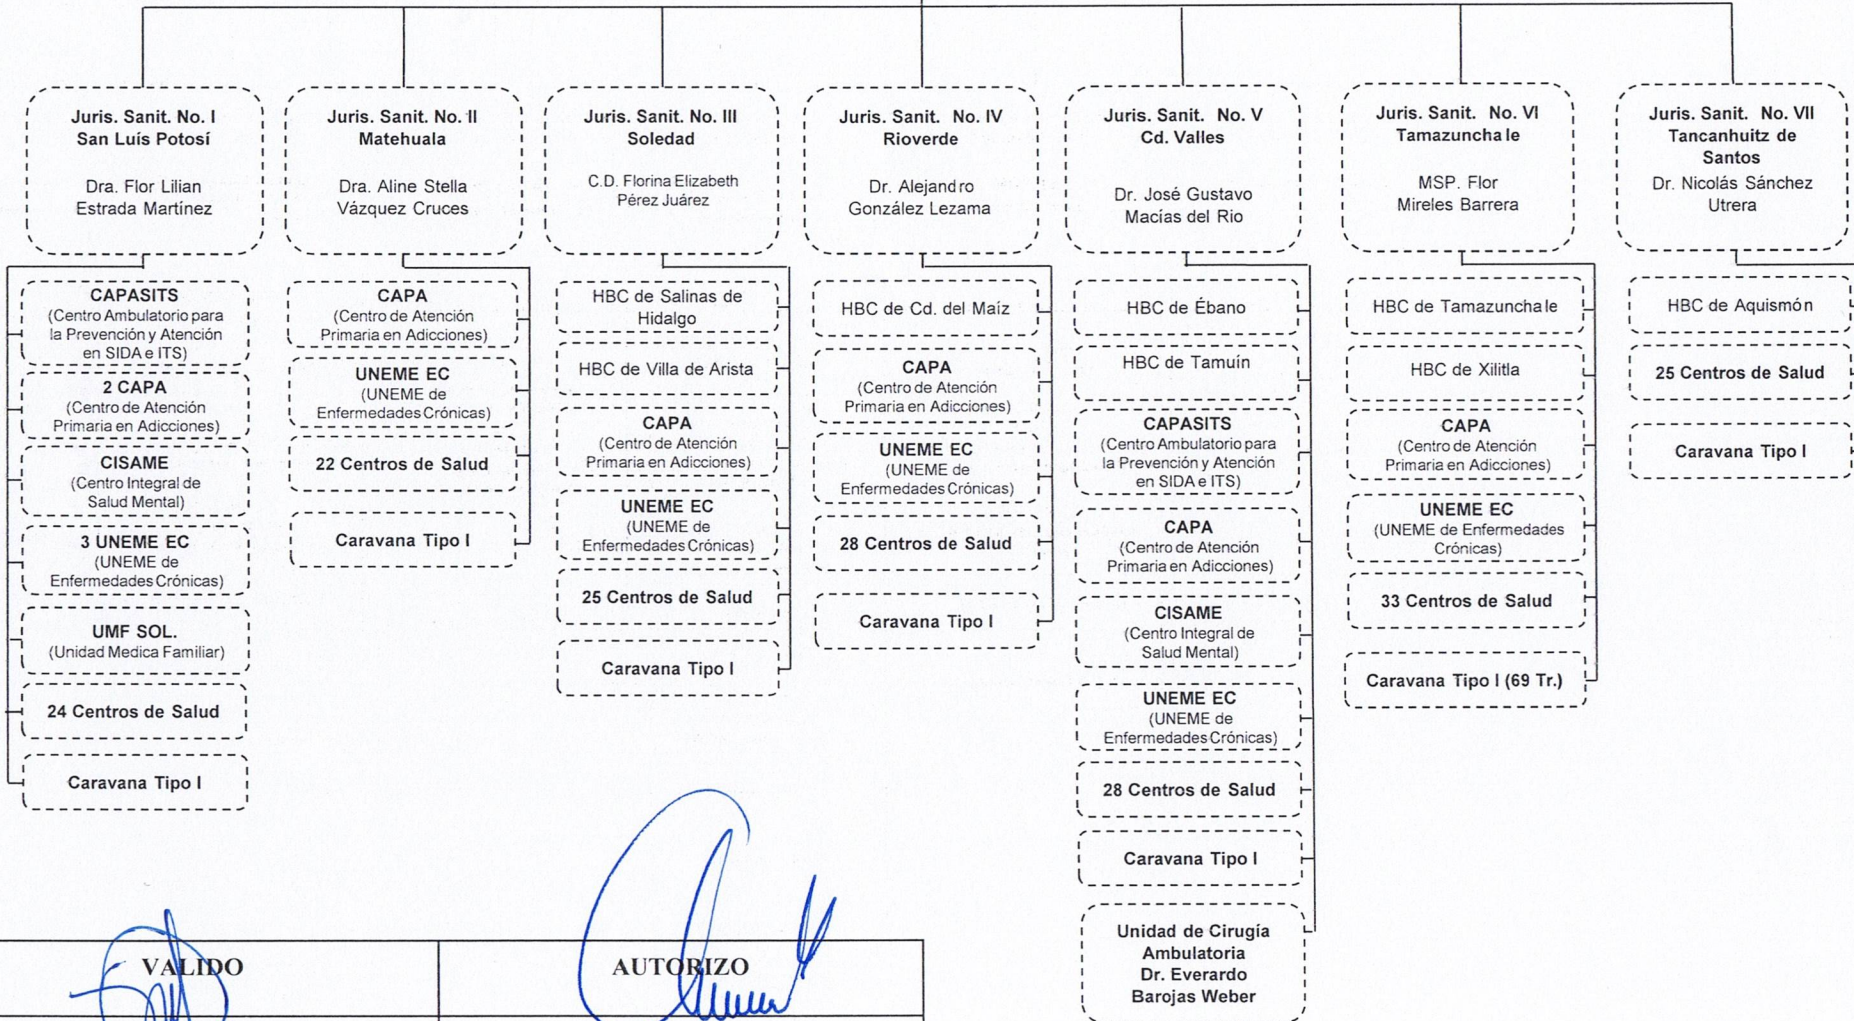 Juris. Sanit. No. I
San Luís Potosí
Dra. Flor Lilian
Estrada Martínez
CAPASITS
(Centro Ambulatorio para
la Prevención y Atención
en SIDA e ITS)
2 CAPA
(Centro de Atención
Primaria en Adicciones)
CISAME
(Centro Integral de
Salud Mental)
3 UNEME EC
(UNEME de
Enfermedades Crónicas)
UMF SOL.
(Unidad Medica Familiar)
24 Centros de Salud
Caravana Tipo I
Juris. Sanit. No. II
Matehuala
Dra. Aline Stella
Vázquez Cruces
CAPA
(Centro de Atención
Primaria en Adicciones)
UNEME EC
(UNEME de
Enfermedades Crónicas)
22 Centros de Salud
Caravana Tipo I
Juris. Sanit. No. III
Soledad
C.D. Florina Elizabeth
Pérez Juárez
HBC de Salinas de
Hidalgo
HBC de Villa de Arista
CAPA
(Centro de Atención
Primaria en Adicciones)
UNEME EC
(UNEME de
Enfermedades Crónicas)
25 Centros de Salud
Caravana Tipo I
Juris. Sanit. No. IV
Rioverde
Dr. Alejandro
González Lezama
HBC de Cd. del Maíz
CAPA
(Centro de Atención
Primaria en Adicciones)
UNEME EC
(UNEME de
Enfermedades Crónicas)
28 Centros de Salud
Caravana Tipo I
Juris. Sanit. No. V
Cd. Valles
Dr. José Gustavo
Macías del Rio
HBC de Ébano
HBC de Tamuín
CAPASITS
(Centro Ambulatorio para
la Prevención y Atención
en SIDA e ITS)
CAPA
(Centro de Atención
Primaria en Adicciones)
CISAME
(Centro Integral de
Salud Mental)
UNEME EC
(UNEME de
Enfermedades Crónicas)
28 Centros de Salud
Caravana Tipo I
Unidad de Cirugía
Ambulatoria
Dr. Everardo
Barojas Weber
Juris. Sanit. No. VI
Tamazunchale
MSP. Flor
Mireles Barrera
HBC de Tamazunchale
HBC de Xilitla
CAPA
(Centro de Atención
Primaria en Adicciones)
UNEME EC
(UNEME de Enfermedades
Crónicas)
33 Centros de Salud
Caravana Tipo I (69 Tr.)
Juris. Sanit. No. VII
Tancanhuitz de
Santos
Dr. Nicolás Sánchez
Utrera
HBC de Aquismón
25 Centros de Salud
Caravana Tipo I
VALIDO
AUTORIZO